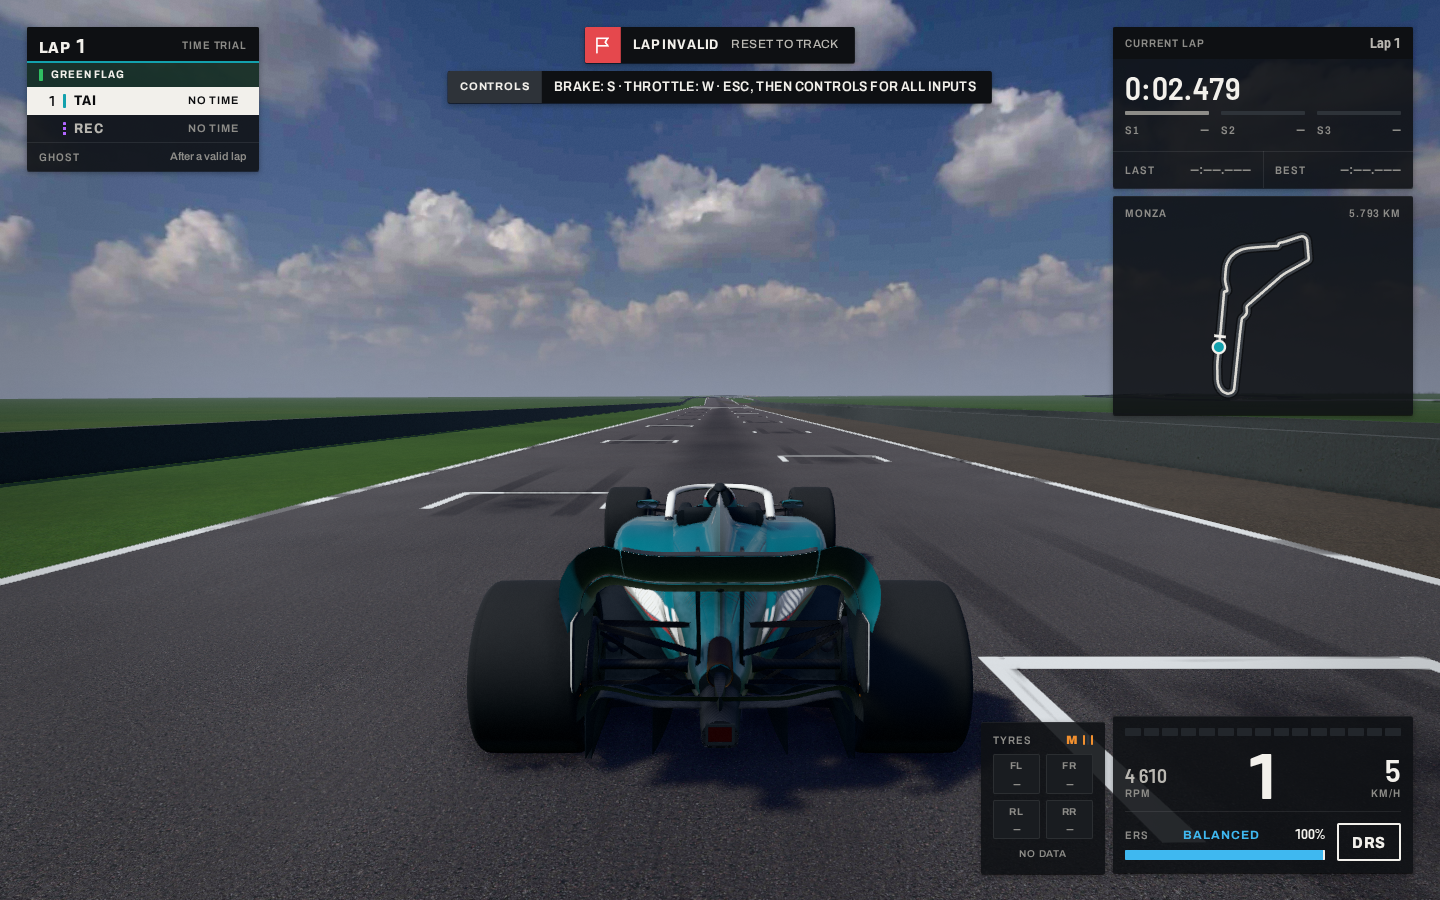 LAP 1 TIME TRIAL
GREEN FLAG
1 TAI NO TIME
REC NO TIME
GHOST After a valid lap
LAP INVALID RESET TO TRACK
CONTROLS BRAKE: S · THROTTLE: W · ESC, THEN CONTROLS FOR ALL INPUTS
CURRENT LAP Lap 1
0:02.479
S1 – S2 – S3 –
LAST –:––.––– BEST –:––.–––
MONZA 5.793 KM
TYRES M
FL FR
– –
RL RR
– –
NO DATA
4 610 1 5
RPM KM/H
ERS BALANCED 100% DRS